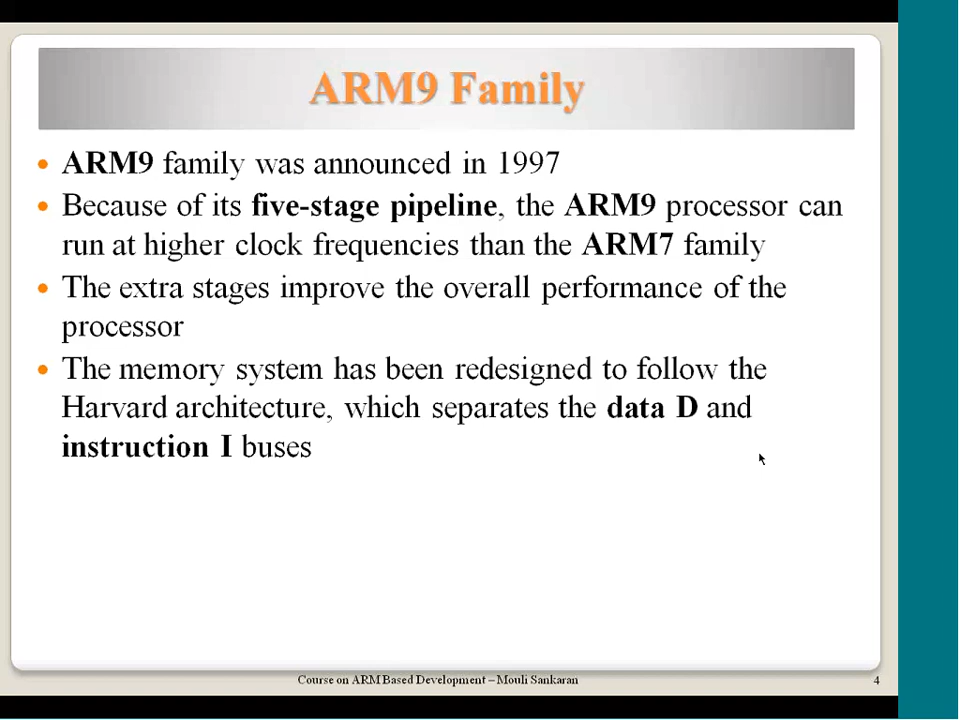 ARM9 Family
• ARM9 family was announced in 1997
• Because of its five-stage pipeline, the ARM9 processor can
run at higher clock frequencies than the ARM7 family
• The extra stages improve the overall performance of the
processor
• The memory system has been redesigned to follow the
Harvard architecture, which separates the data D and
instruction I buses
Course on ARM Based Development – Mouli Sankaran
4